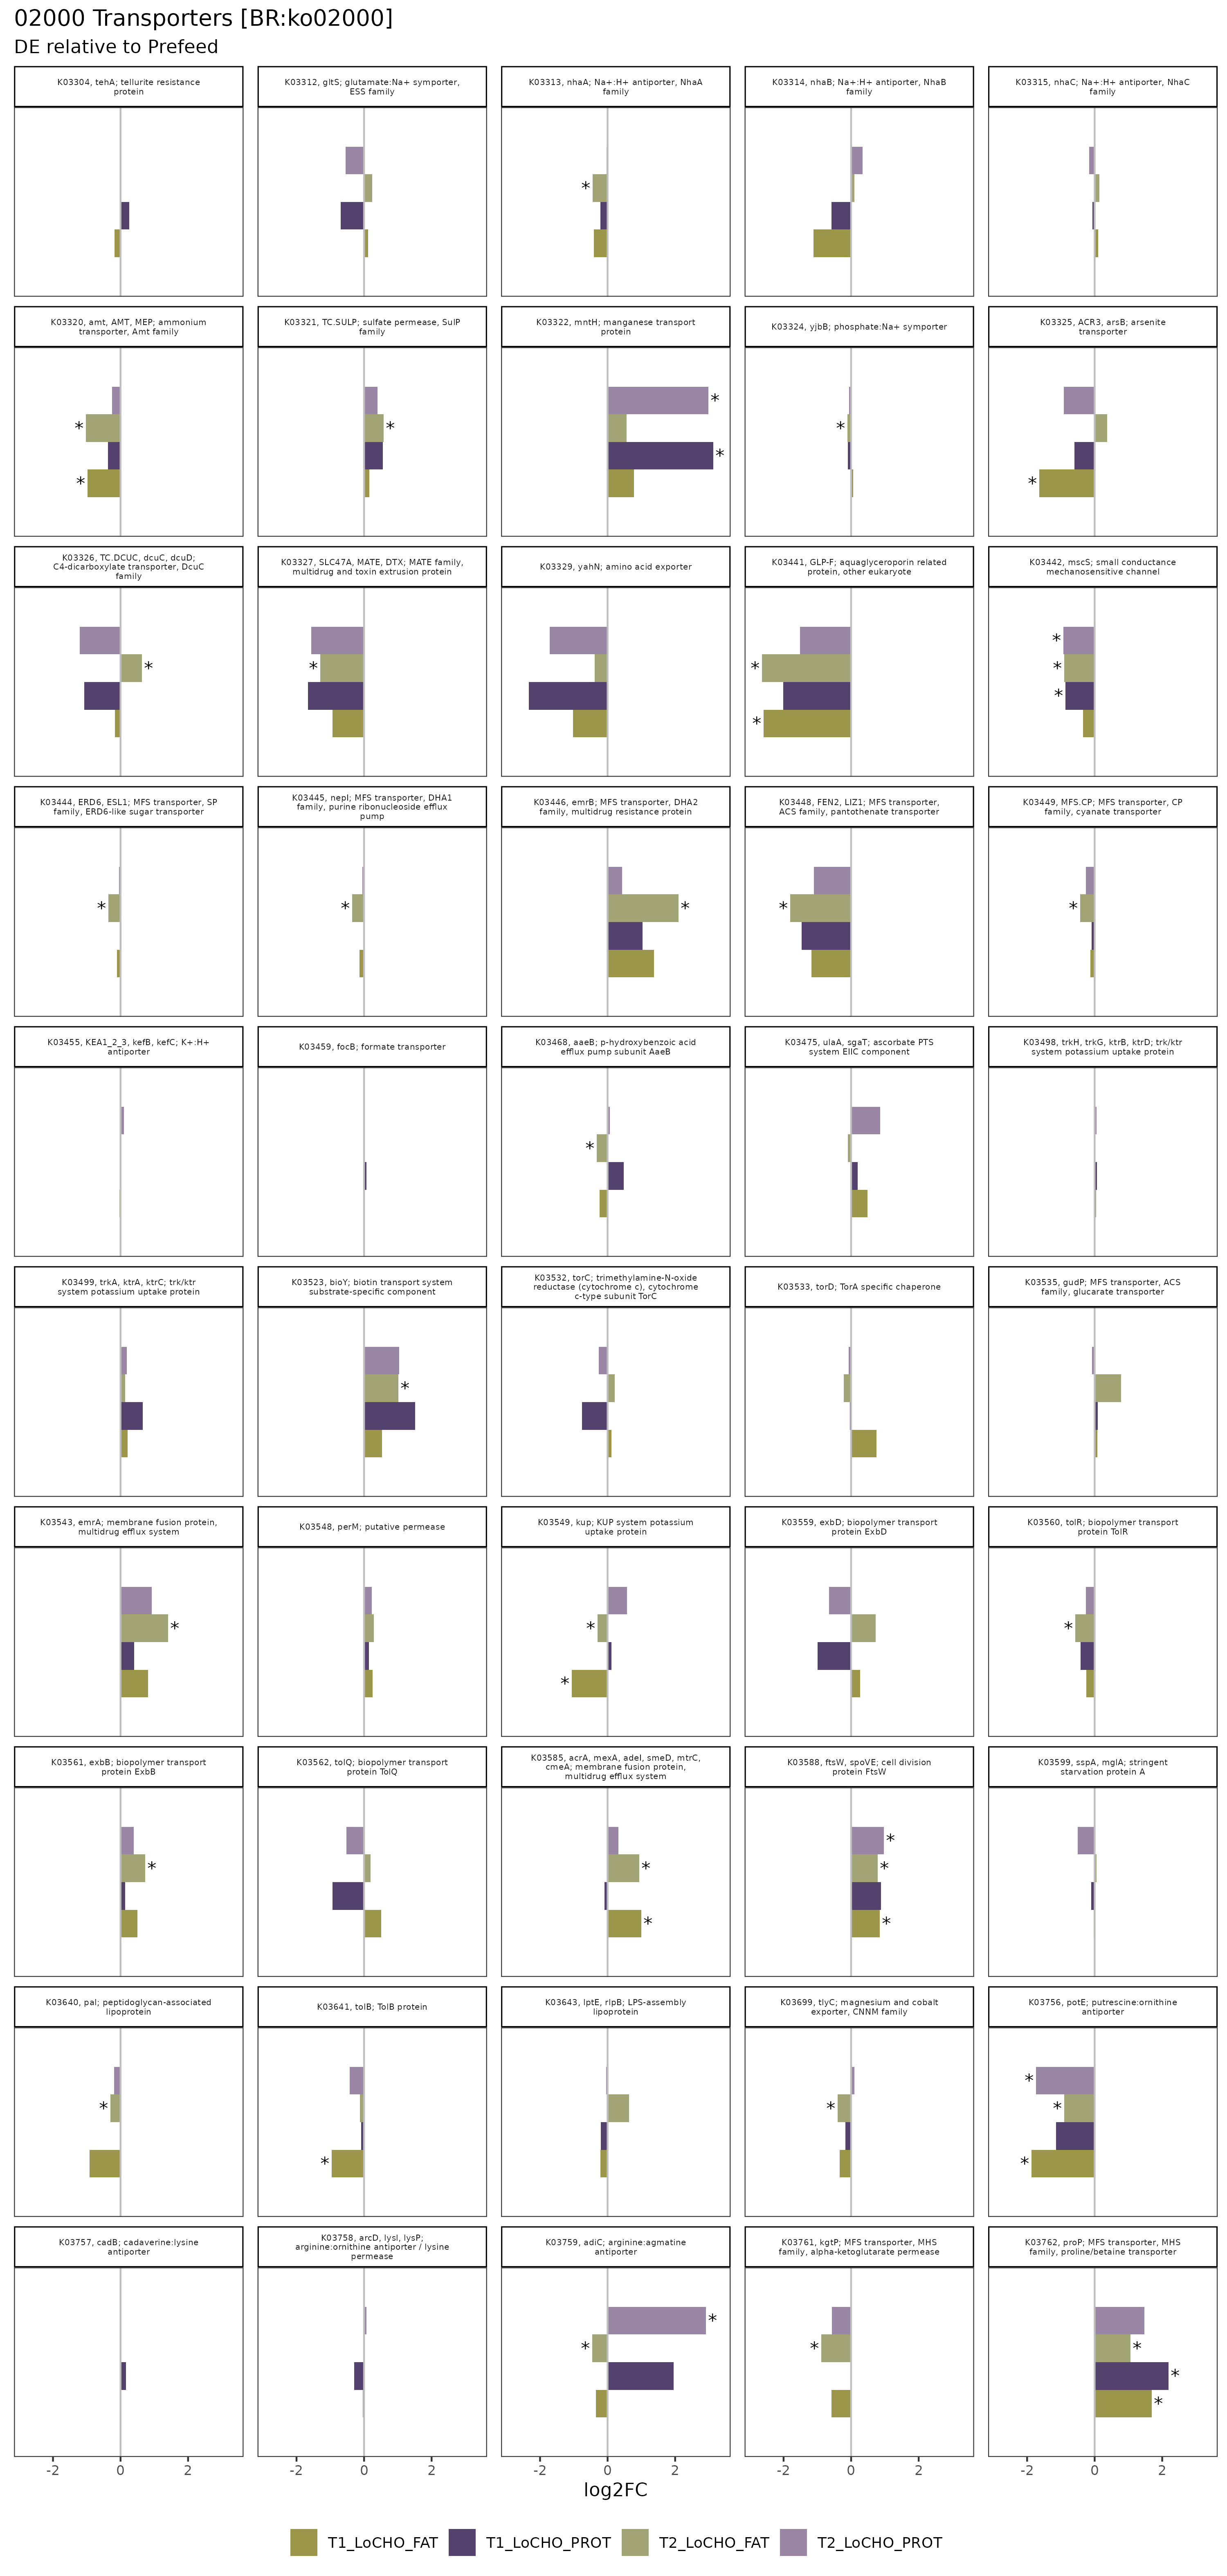 02000 Transporters [BR:ko02000]
DE relative to Prefeed
K03304, tehA; tellurite resistance
protein
K03312, gltS; glutamate:Na+ symporter,
ESS family
K03313, nhaA; Na+:H+ antiporter, NhaA
family
K03314, nhaB; Na+:H+ antiporter, NhaB
family
K03315, nhaC; Na+:H+ antiporter, NhaC
family
*
K03320, amt, AMT, MEP; ammonium
transporter, Amt family
K03321, TC.SULP; sulfate permease, SulP
family
K03322, mntH; manganese transport
protein
K03324, yjbB; phosphate:Na+ symporter
K03325, ACR3, arsB; arsenite
transporter
*
*
*
*
*
*
*
K03326, TC.DCUC, dcuC, dcuD;
C4-dicarboxylate transporter, DcuC
family
K03327, SLC47A, MATE, DTX; MATE family,
multidrug and toxin extrusion protein
K03329, yahN; amino acid exporter
K03441, GLP-F; aquaglyceroporin related
protein, other eukaryote
K03442, mscS; small conductance
mechanosensitive channel
*
*
*
*
*
*
*
K03444, ERD6, ESL1; MFS transporter, SP
family, ERD6-like sugar transporter
K03445, nepI; MFS transporter, DHA1
family, purine ribonucleoside efflux
pump
K03446, emrB; MFS transporter, DHA2
family, multidrug resistance protein
K03448, FEN2, LIZ1; MFS transporter,
ACS family, pantothenate transporter
K03449, MFS.CP; MFS transporter, CP
family, cyanate transporter
*
*
*
*
*
K03455, KEA1_2_3, kefB, kefC; K+:H+
antiporter
K03459, focB; formate transporter
K03468, aaeB; p-hydroxybenzoic acid
efflux pump subunit AaeB
K03475, ulaA, sgaT; ascorbate PTS
system EIIC component
K03498, trkH, trkG, ktrB, ktrD; trk/ktr
system potassium uptake protein
*
K03499, trkA, ktrA, ktrC; trk/ktr
system potassium uptake protein
K03523, bioY; biotin transport system
substrate-specific component
K03532, torC; trimethylamine-N-oxide
reductase (cytochrome c), cytochrome
c-type subunit TorC
K03533, torD; TorA specific chaperone
K03535, gudP; MFS transporter, ACS
family, glucarate transporter
*
K03543, emrA; membrane fusion protein,
multidrug efflux system
K03548, perM; putative permease
K03549, kup; KUP system potassium
uptake protein
K03559, exbD; biopolymer transport
protein ExbD
K03560, tolR; biopolymer transport
protein TolR
*
*
*
*
K03561, exbB; biopolymer transport
protein ExbB
K03562, tolQ; biopolymer transport
protein TolQ
K03585, acrA, mexA, adeI, smeD, mtrC,
cmeA; membrane fusion protein,
multidrug efflux system
K03588, ftsW, spoVE; cell division
protein FtsW
K03599, sspA, mglA; stringent
starvation protein A
*
*
*
*
*
*
K03640, pal; peptidoglycan-associated
lipoprotein
K03641, tolB; TolB protein
K03643, lptE, rlpB; LPS-assembly
lipoprotein
K03699, tlyC; magnesium and cobalt
exporter, CNNM family
K03756, potE; putrescine:ornithine
antiporter
*
*
*
*
*
*
K03757, cadB; cadaverine:lysine
antiporter
K03758, arcD, lysI, lysP;
arginine:ornithine antiporter / lysine
permease
K03759, adiC; arginine:agmatine
antiporter
K03761, kgtP; MFS transporter, MHS
family, alpha-ketoglutarate permease
K03762, proP; MFS transporter, MHS
family, proline/betaine transporter
*
*
*
*
*
*
-2 0 2 -2 0 2 -2 0 2 -2 0 2 -2 0 2
log2FC
T1_LoCHO_FAT T1_LoCHO_PROT T2_LoCHO_FAT T2_LoCHO_PROT